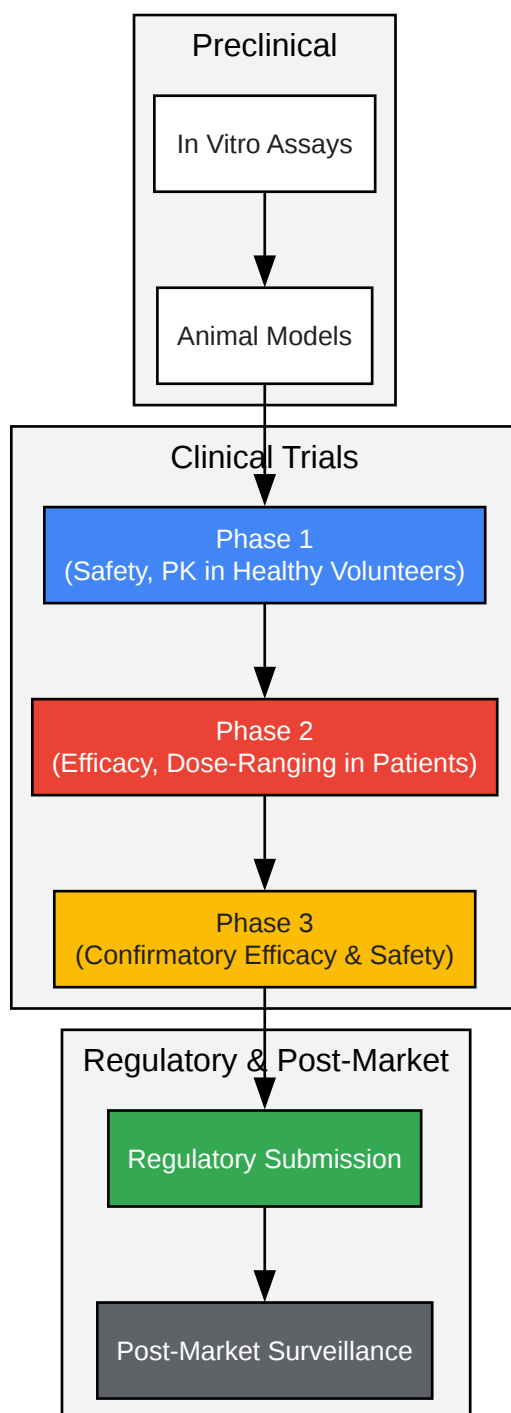 Preclinical
In Vitro Assays
Animal Models
Clinical Trials
Phase 1
(Safety, PK in Healthy Volunteers)
Phase 2
(Efficacy, Dose-Ranging in Patients)
Phase 3
(Confirmatory Efficacy & Safety)
Regulatory & Post-Market
Regulatory Submission
Post-Market Surveillance